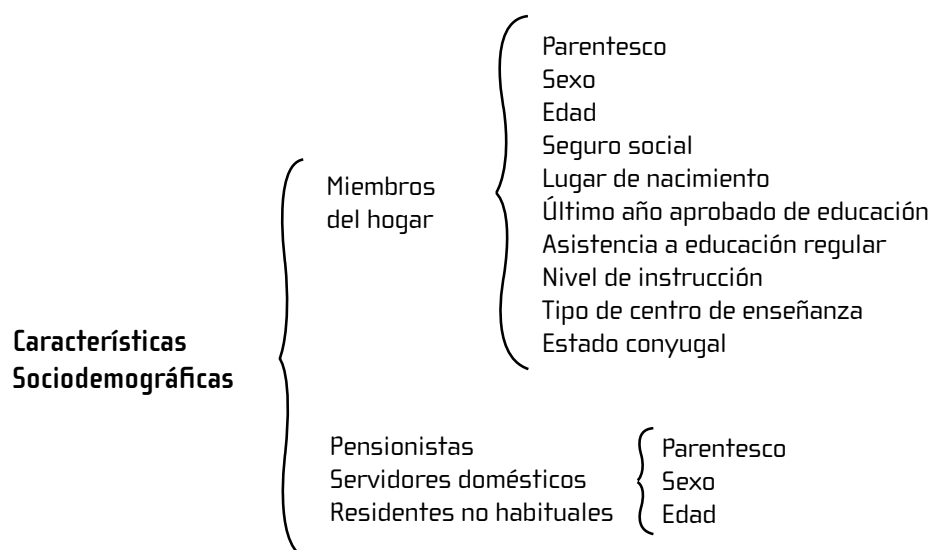 Características
Sociodemográficas
Miembros
del hogar
Parentesco
Sexo
Edad
Seguro social
Lugar de nacimiento
Último año aprobado de educación
Asistencia a educación regular
Nivel de instrucción
Tipo de centro de enseñanza
Estado conyugal
Pensionistas
Servidores domésticos
Residentes no habituales
Parentesco
Sexo
Edad